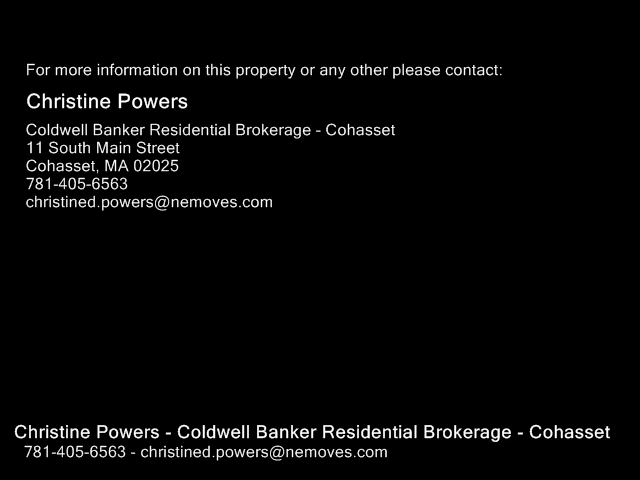 For more information on this property or any other please contact:
Christine Powers
Coldwell Banker Residential Brokerage - Cohasset
11 South Main Street
Cohasset, MA 02025
781-405-6563
christined.powers@nemoves.com
Christine Powers - Coldwell Banker Residential Brokerage - Cohasset
781-405-6563 - christined.powers@nemoves.com